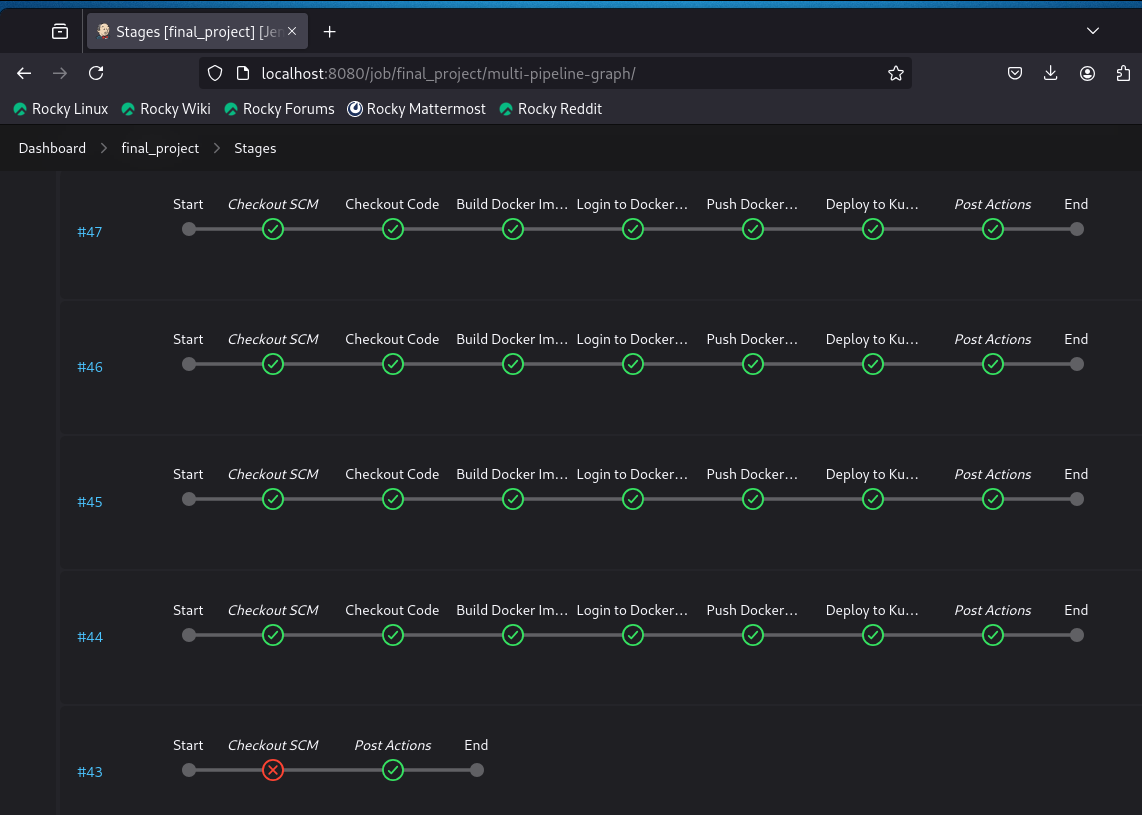 Stages [final_project] [Jen
localhost:8080/job/final_project/multi-pipeline-graph/
Rocky Linux Rocky Wiki Rocky Forums Rocky Mattermost Rocky Reddit
Dashboard final_project Stages
Start Checkout SCM Checkout Code Build Docker Im... Login to Docker... Push Docker... Deploy to Ku... Post Actions End
#47
Start Checkout SCM Checkout Code Build Docker Im... Login to Docker... Push Docker... Deploy to Ku... Post Actions End
#46
Start Checkout SCM Checkout Code Build Docker Im... Login to Docker... Push Docker... Deploy to Ku... Post Actions End
#45
Start Checkout SCM Checkout Code Build Docker Im... Login to Docker... Push Docker... Deploy to Ku... Post Actions End
#44
Start Checkout SCM Post Actions End
#43